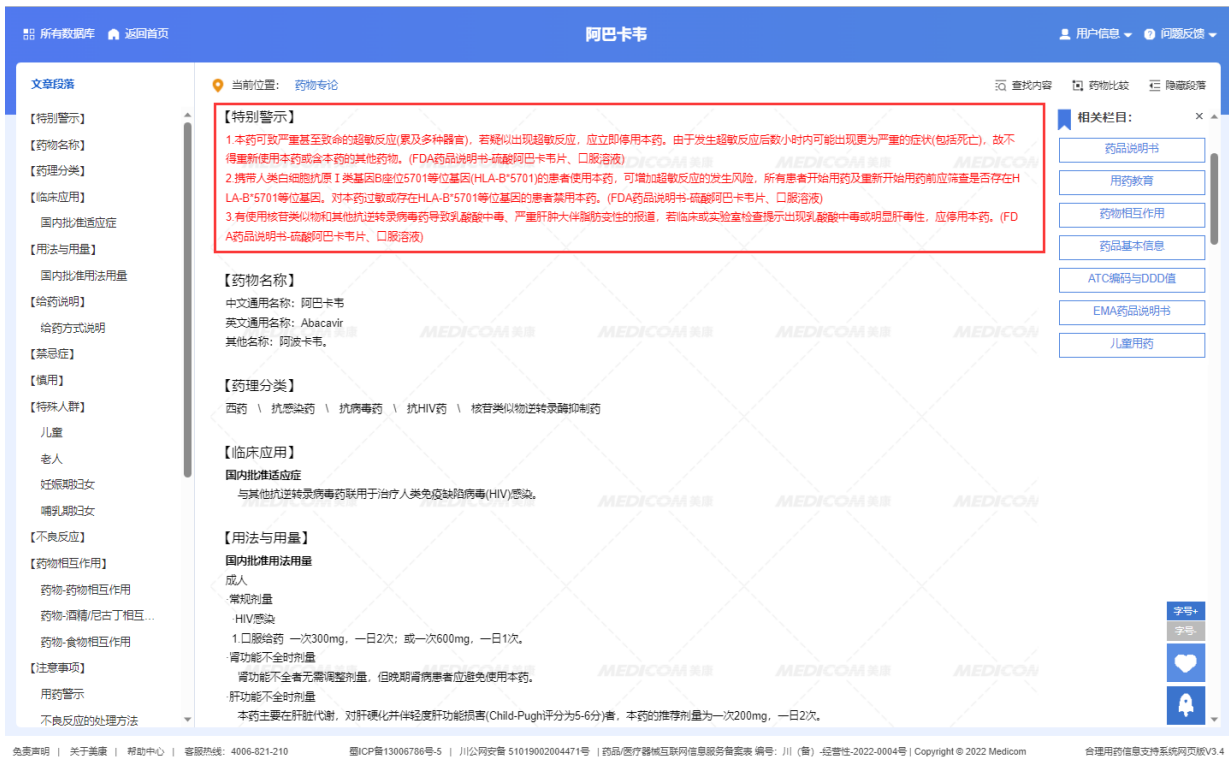 所有数据库 返回首页
阿巴卡韦
用户信息 问题反馈
文章段落
【特别警示】
【药物名称】
【药理分类】
【临床应用】
国内批准适应症
【用法与用量】
国内批准用法用量
【给药说明】
给药方式说明
【禁忌症】
【慎用】
【特殊人群】
儿童
老人
妊娠期妇女
哺乳期妇女
【不良反应】
【药物相互作用】
药物-药物相互作用
药物-酒精/尼古丁相互...
药物-食物相互作用
【注意事项】
用药警示
不良反应的处理方法
当前位置: 药物专论
查找内容 药物比较 隐藏段落
【特别警示】
1.本药可致严重甚至致命的超敏反应(累及多种器官)，若疑似出现超敏反应，应立即停用本药。由于发生超敏反应后数小时内可能出现更为严重的症状(包括死亡)，故不
得重新使用本药或含本药的其他药物。(FDA药品说明书-硫酸阿巴卡韦片、口服溶液)
2.携带人类白细胞抗原Ⅰ类基因B座位5701等位基因(HLA-B*5701)的患者使用本药，可增加超敏反应的发生风险，所有患者开始用药及重新开始用药前应筛查是否存在H
LA-B*5701等位基因。对本药过敏或存在HLA-B*5701等位基因的患者禁用本药。(FDA药品说明书-硫酸阿巴卡韦片、口服溶液)
3.有使用核苷类似物和其他抗逆转录病毒药导致乳酸酸中毒、严重肝肿大伴脂肪变性的报道，若临床或实验室检查提示出现乳酸酸中毒或明显肝毒性，应停用本药。(FD
A药品说明书-硫酸阿巴卡韦片、口服溶液)
【药物名称】
中文通用名称：阿巴卡韦
英文通用名称：Abacavir
其他名称：阿波卡韦。
【药理分类】
西药 \ 抗感染药 \ 抗病毒药 \ 抗HIV药 \ 核苷类似物逆转录酶抑制药
【临床应用】
国内批准适应症
与其他抗逆转录病毒药联用于治疗人类免疫缺陷病毒(HIV)感染。
【用法与用量】
国内批准用法用量
成人
·常规剂量
·HIV感染
1.口服给药 一次300mg，一日2次；或一次600mg，一日1次。
·肾功能不全时剂量
肾功能不全者无需调整剂量，但晚期肾病患者应避免使用本药。
·肝功能不全时剂量
本药主要在肝脏代谢，对肝硬化并伴轻度肝功能损害(Child-Pugh评分为5-6分)者，本药的推荐剂量为一次200mg，一日2次。
MEDICOM 美康
相关栏目: ×
药品说明书
用药教育
药物相互作用
药品基本信息
ATC编码与DDD值
EMA药品说明书
儿童用药
字号+
字号-
免责声明 | 关于美康 | 帮助中心 | 客服热线：4006-821-210 蜀ICP备13006786号-5 | 川公网安备 51019002004471号 | 药品/医疗器械互联网信息服务备案表 编号：川（备）-经营性-2022-0004号 | Copyright © 2022 Medicom 合理用药信息支持系统网页版V3.4